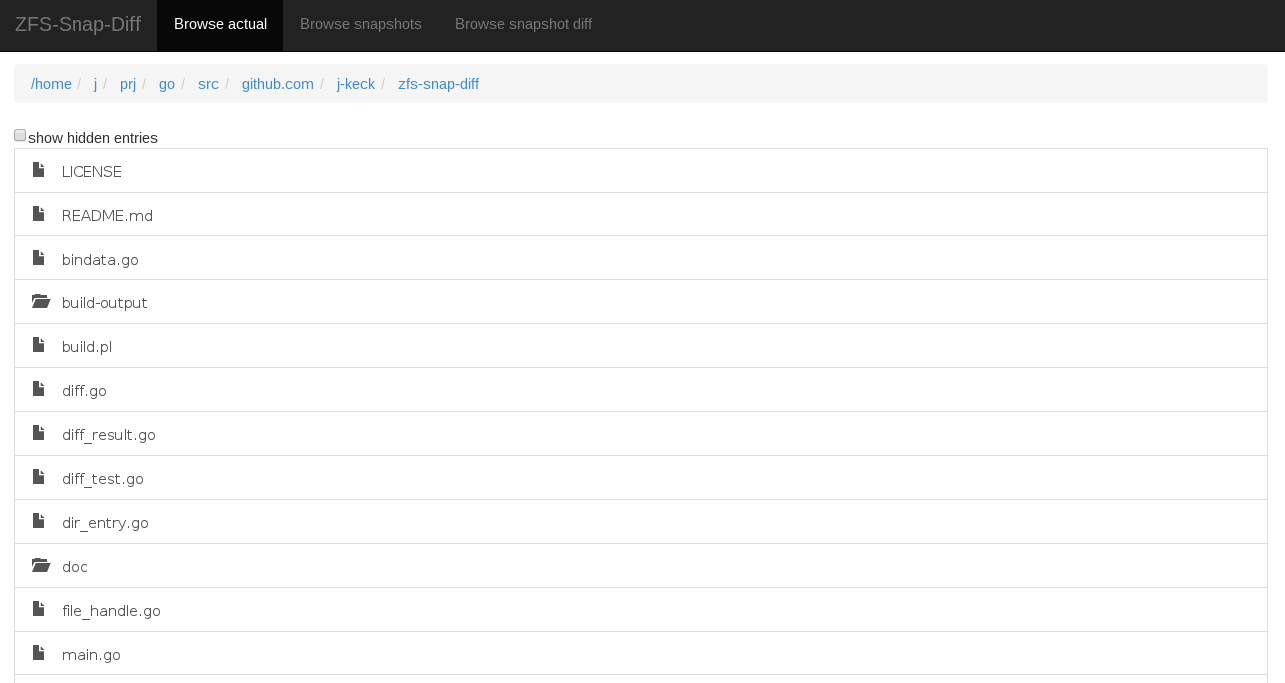 ZFS-Snap-Diff Browse actual Browse snapshots Browse snapshot diff
/home / j / prj / go / src / github.com / j-keck / zfs-snap-diff
show hidden entries
LICENSE
README.md
bindata.go
build-output
build.pl
diff.go
diff_result.go
diff_test.go
dir_entry.go
doc
file_handle.go
main.go